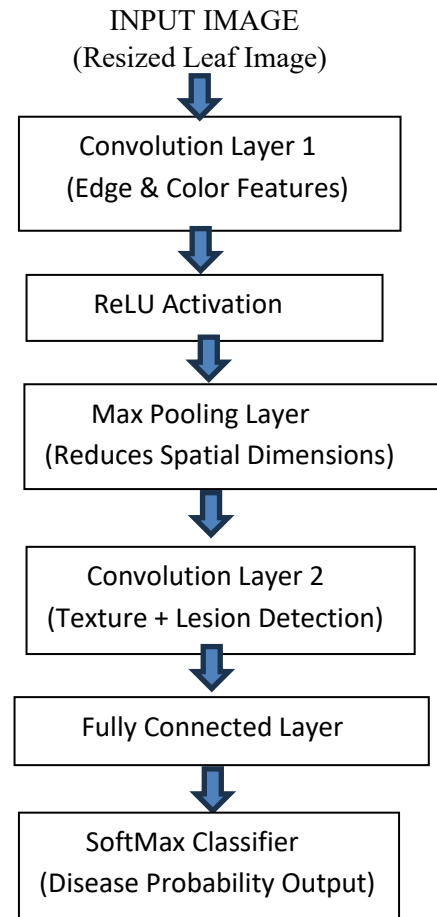 INPUT IMAGE
(Resized Leaf Image)
Convolution Layer 1
(Edge & Color Features)
ReLU Activation
Max Pooling Layer
(Reduces Spatial Dimensions)
Convolution Layer 2
(Texture + Lesion Detection)
Fully Connected Layer
SoftMax Classifier
(Disease Probability Output)